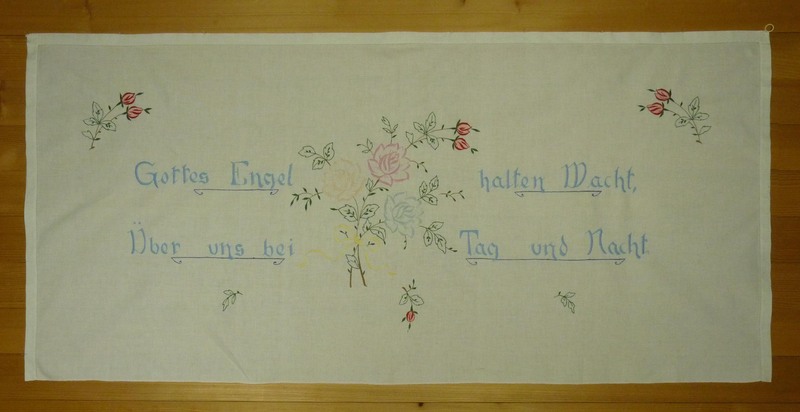 Gottes Engel halten Wacht,
Über uns bei Tag und Nacht.